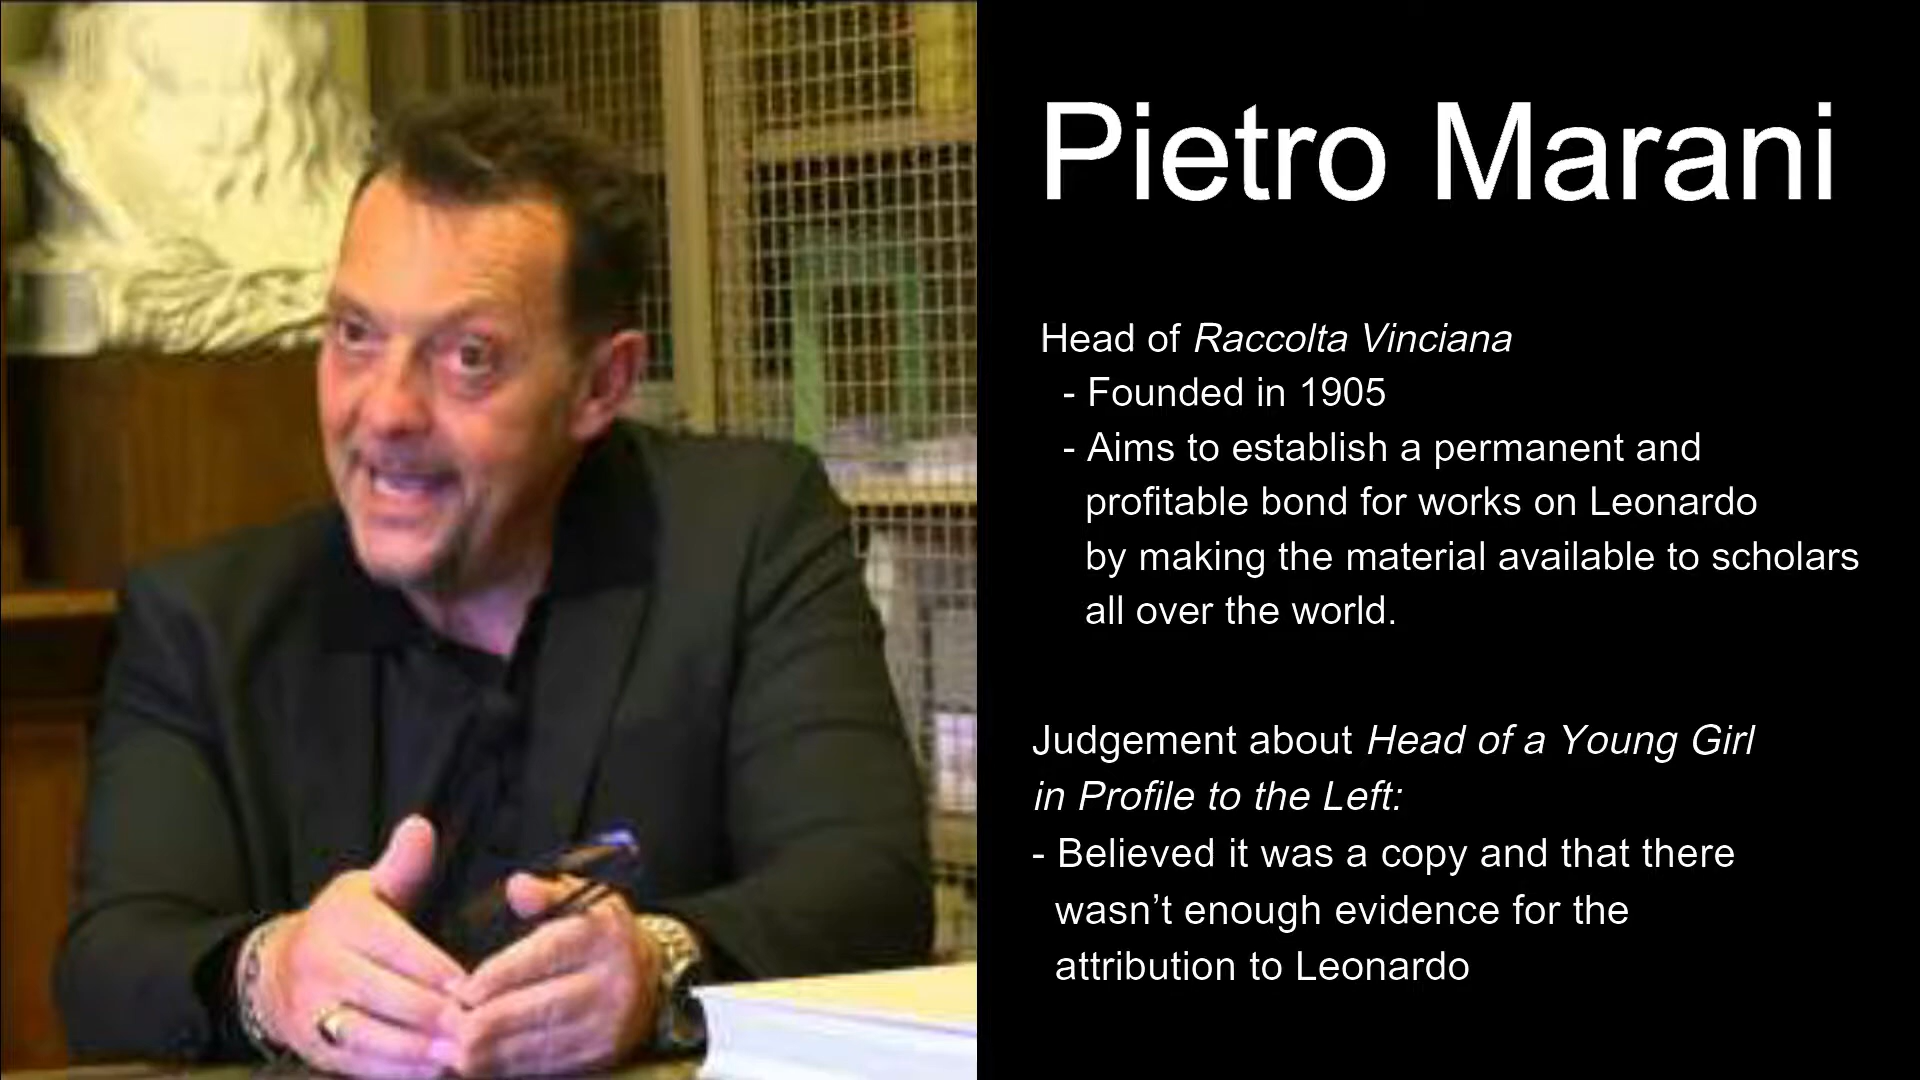 Pietro Marani
Head of Raccolta Vinciana
- Founded in 1905
- Aims to establish a permanent and
profitable bond for works on Leonardo
by making the material available to scholars
all over the world.
Judgement about Head of a Young Girl
in Profile to the Left:
- Believed it was a copy and that there
wasn’t enough evidence for the
attribution to Leonardo